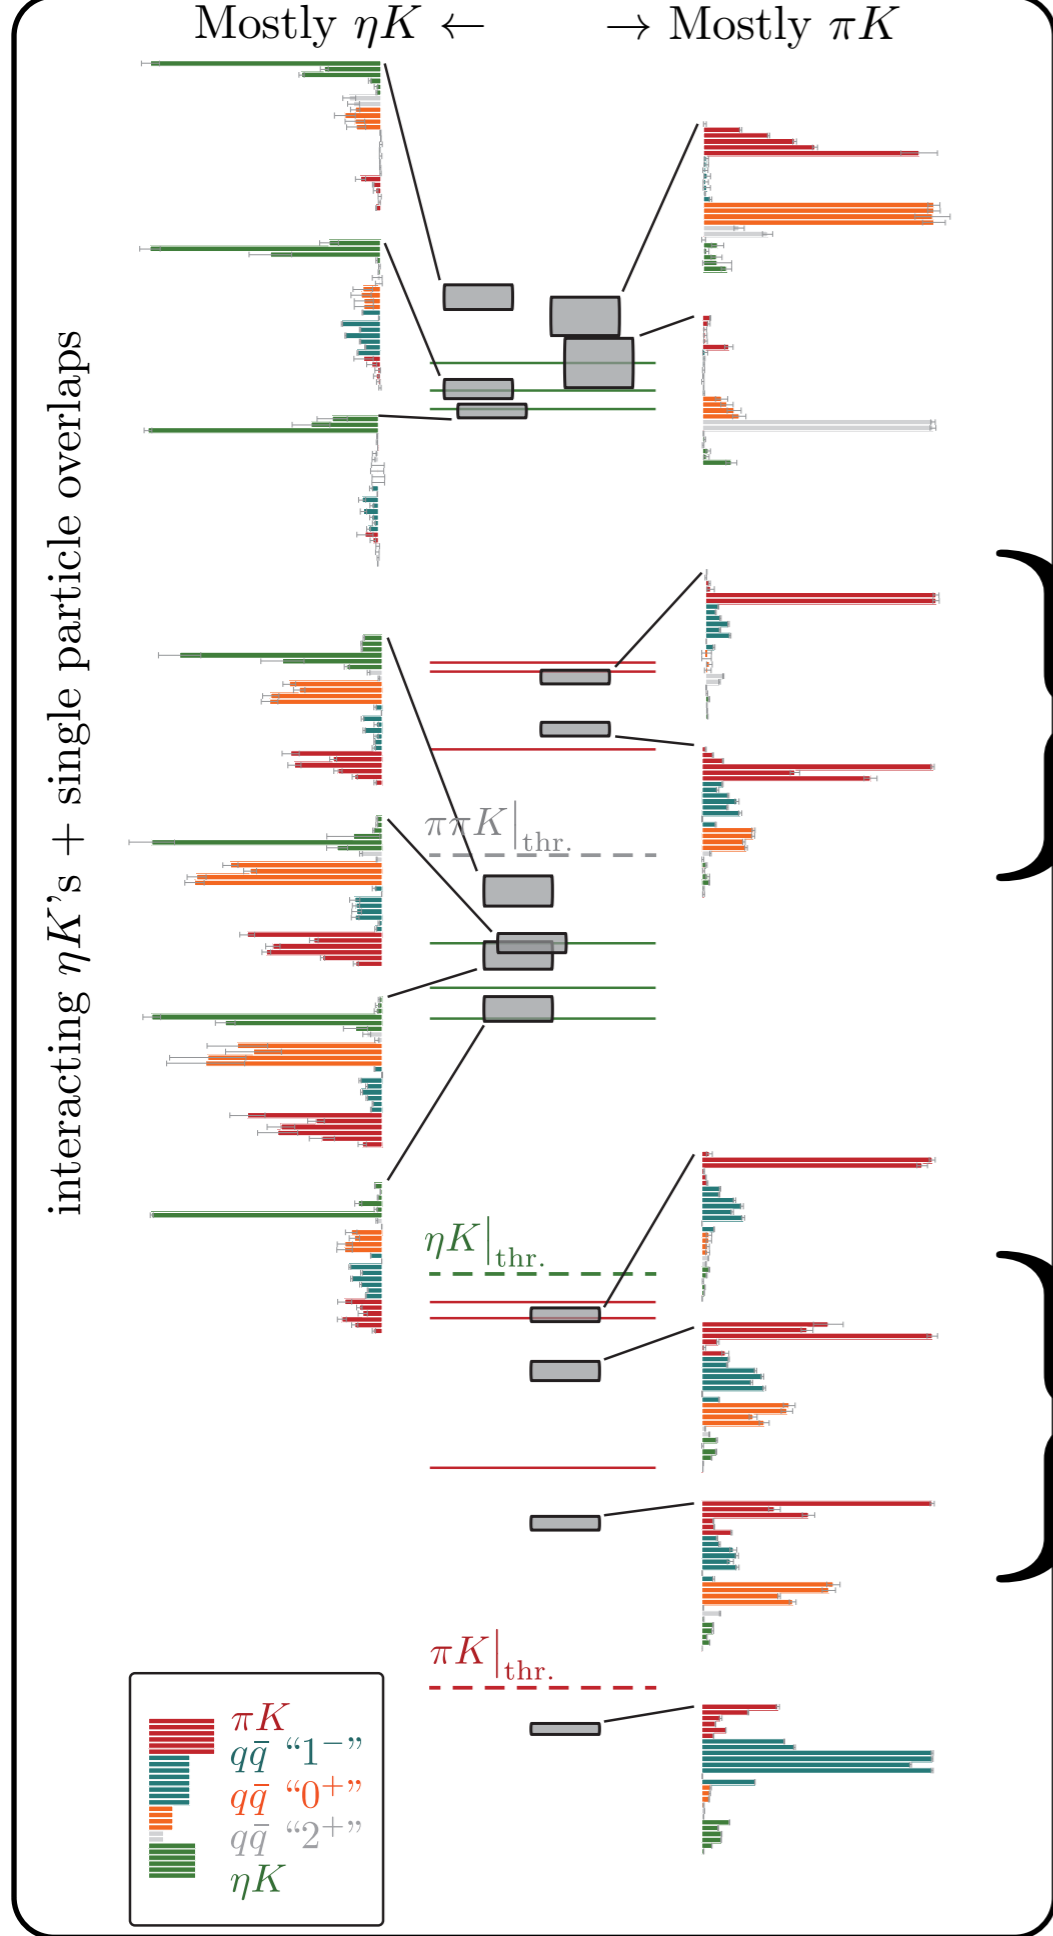 Mostly ηK ← → Mostly πK
interacting ηK's + single particle overlaps
ππK|thr.
ηK|thr.
πK|thr.
πK
qq̄ “1⁻”
qq̄ “0⁺”
qq̄ “2⁺”
ηK